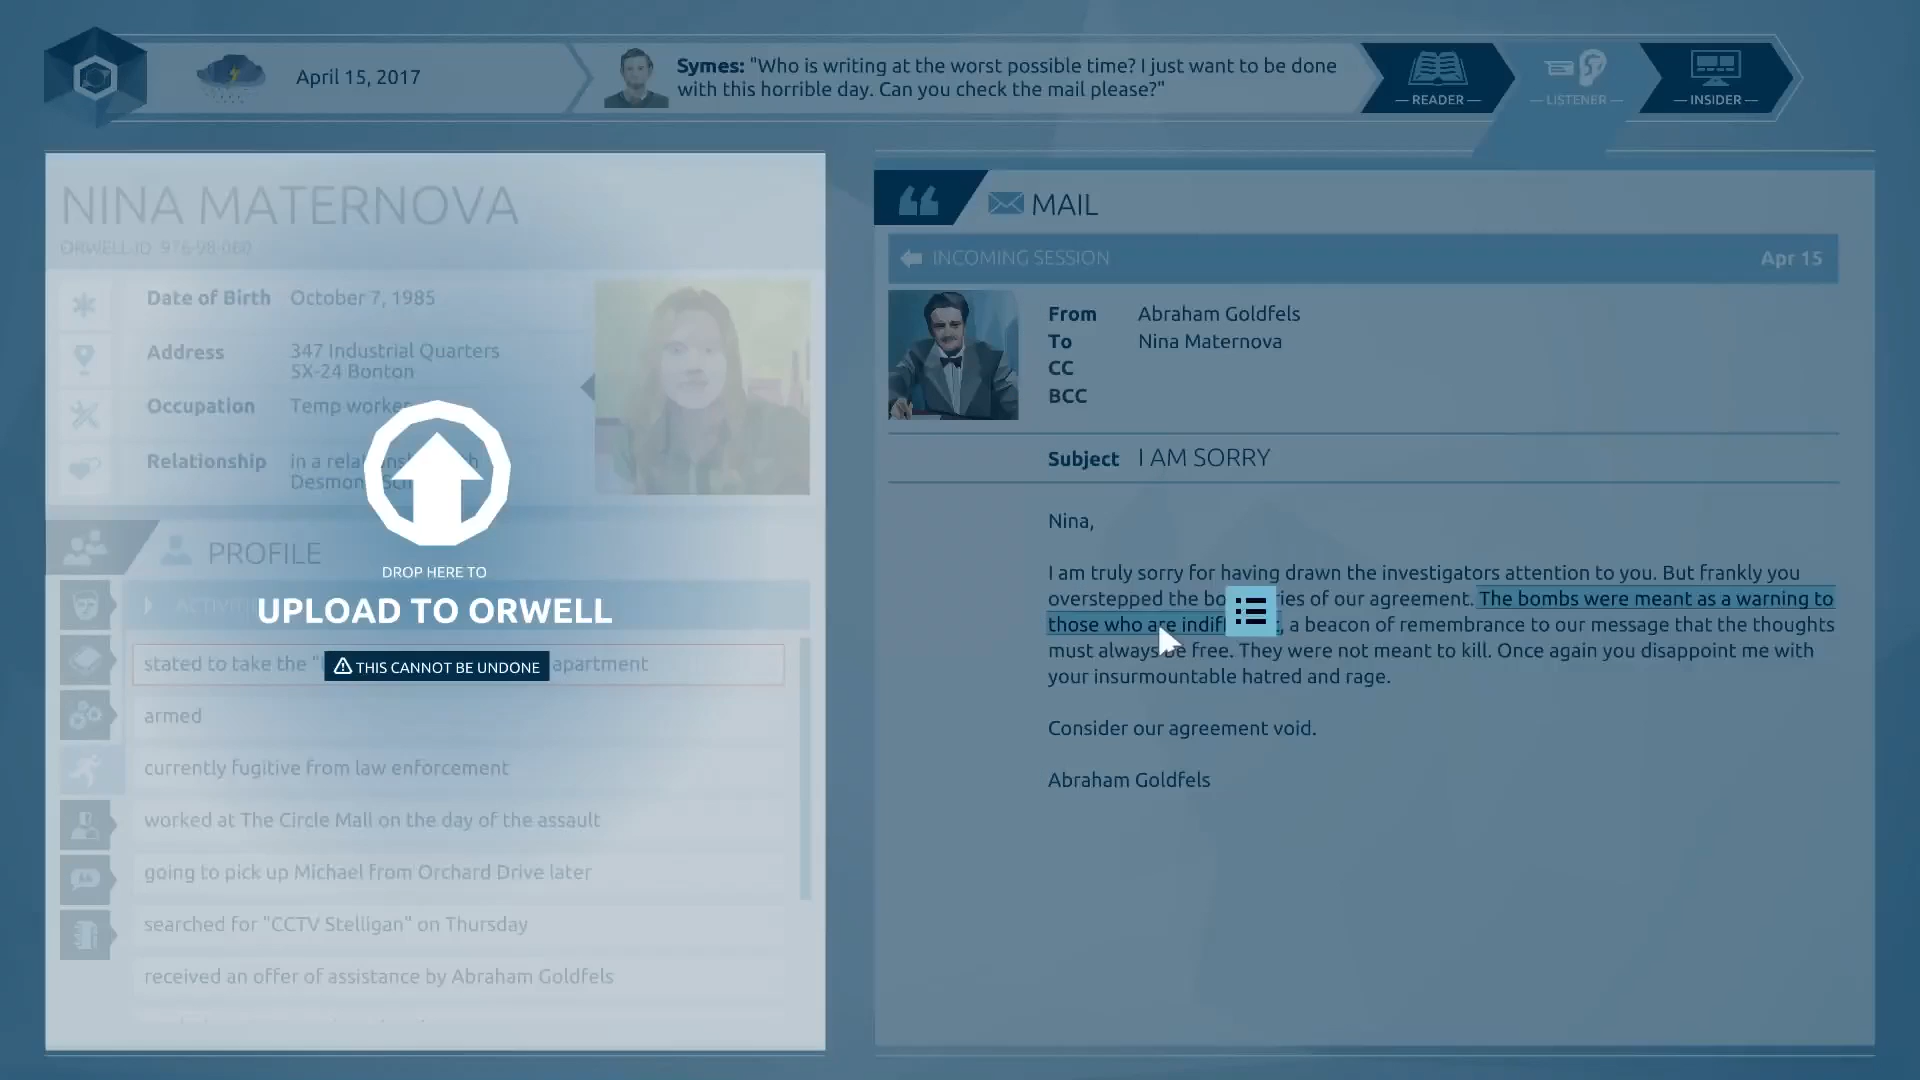 April 15, 2017
Symes: "Who is writing at the worst possible time? I just want to be done
with this horrible day. Can you check the mail please?"
READER
LISTENER
INSIDER
NINA MATERNOVA
ORWELL ID 976-98-060
Date of Birth October 7, 1985
Address 347 Industrial Quarters
SX-24 Bonton
Occupation Temp worker
Relationship in a
Desmond
DROP HERE TO
UPLOAD TO ORWELL
THIS CANNOT BE UNDONE
PROFILE
stated to take the apartment
armed
currently fugitive from law enforcement
worked at The Circle Mall on the day of the assault
going to pick up Michael from Orchard Drive later
searched for "CCTV Stelligan" on Thursday
received an offer of assistance by Abraham Goldfels
MAIL
INCOMING SESSION Apr 15
From Abraham Goldfels
To Nina Maternova
CC
BCC
Subject I AM SORRY
Nina,
I am truly sorry for having drawn the investigators attention to you. But frankly you
overstepped the of our agreement. The bombs were meant as a warning to
those who are , a beacon of remembrance to our message that the thoughts
must always be free. They were not meant to kill. Once again you disappoint me with
your insurmountable hatred and rage.
Consider our agreement void.
Abraham Goldfels